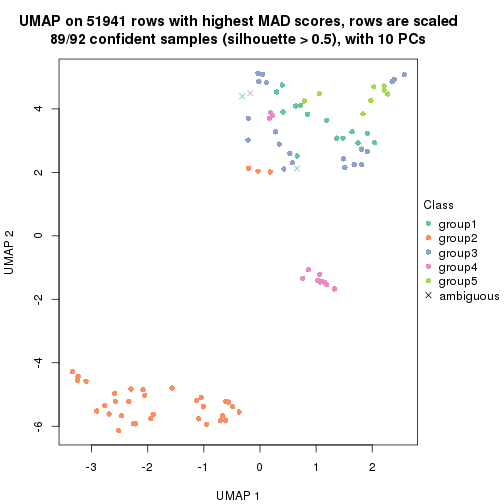 UMAP on 51941 rows with highest MAD scores, rows are scaled
89/92 confident samples (silhouette > 0.5), with 10 PCs
4
2
0
-2
-4
-6
UMAP 2
-3
-2
-1
0
1
2
UMAP 1
Class
group1
group2
group3
group4
group5
ambiguous